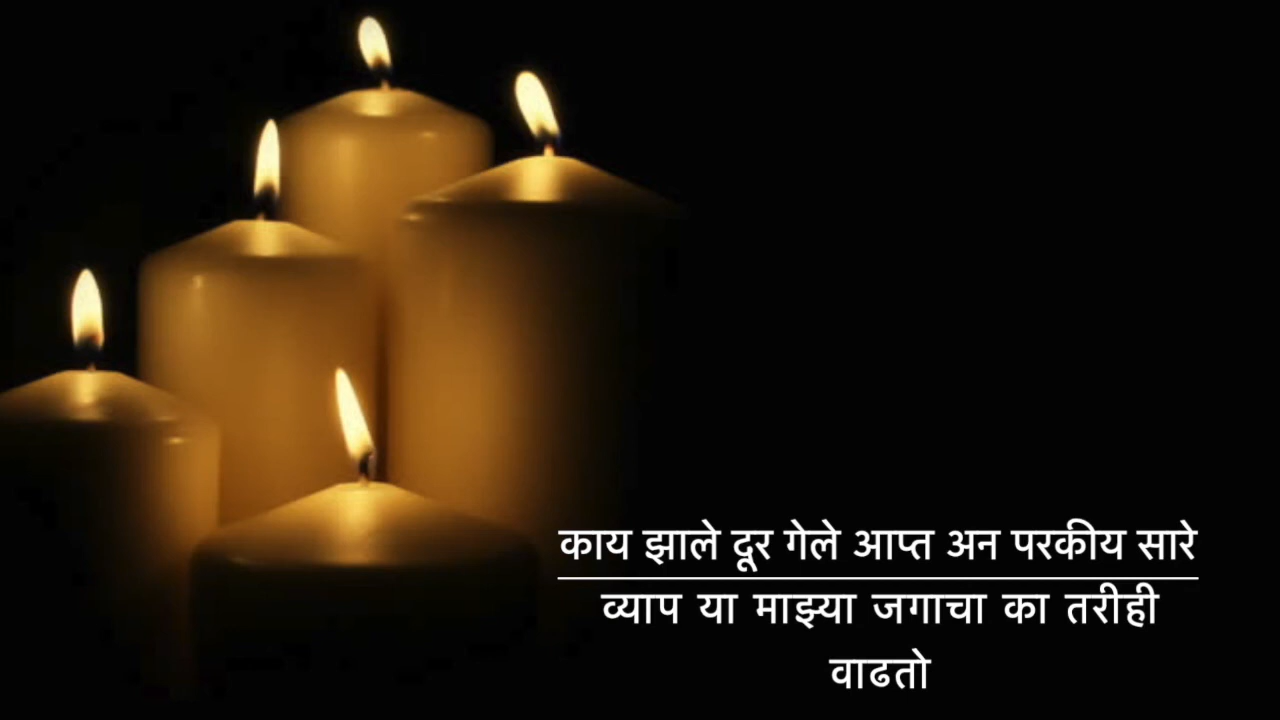 काय झाले दूर गेले आप्त अन परकीय सारे
व्याप या माझ्या जगाचा का तरीही
वाढतो